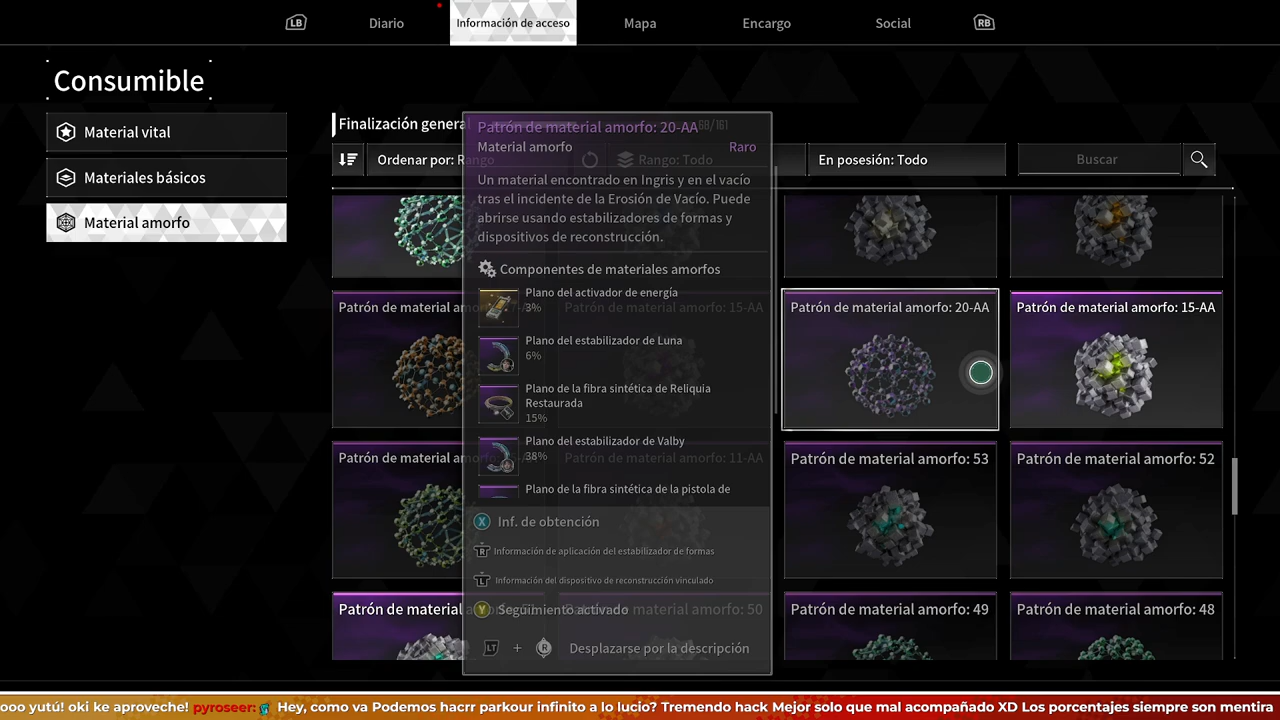 LB
Diario
Información de acceso
Mapa
Encargo
Social
RB
Consumible
Material vital
Materiales básicos
Material amorfo
Finalización general
68/161
Ordenar por: Rango
Rango: Todo
En posesión: Todo
Buscar
Patrón de material amorfo: 20-AA
Material amorfo
Raro
Un material encontrado en Ingris y en el vacío
tras el incidente de la Erosión de Vacío. Puede
abrirse usando estabilizadores de formas y
dispositivos de reconstrucción.
Componentes de materiales amorfos
Plano del activador de energía
3%
Plano del estabilizador de Luna
6%
Plano de la fibra sintética de Reliquia
Restaurada
15%
Plano del estabilizador de Valby
38%
Plano de la fibra sintética de la pistola de
X Inf. de obtención
R Información de aplicación del estabilizador de formas
L Información del dispositivo de reconstrucción vinculado
Y Seguimiento activado
LT + R Desplazarse por la descripción
Patrón de material amorfo:
15-AA
Patrón de material amorfo: 20-AA
Patrón de material amorfo: 15-AA
Patrón de material amorfo:
11-AA
Patrón de material amorfo: 53
Patrón de material amorfo: 52
Patrón de material
material amorfo: 50
Patrón de material amorfo: 49
Patrón de material amorfo: 48
ooo yutú! oki ke aproveche! pyroseer: Hey, como va Podemos hacrr parkour infinito a lo lucio? Tremendo hack Mejor solo que mal acompañado XD Los porcentajes siempre son mentira